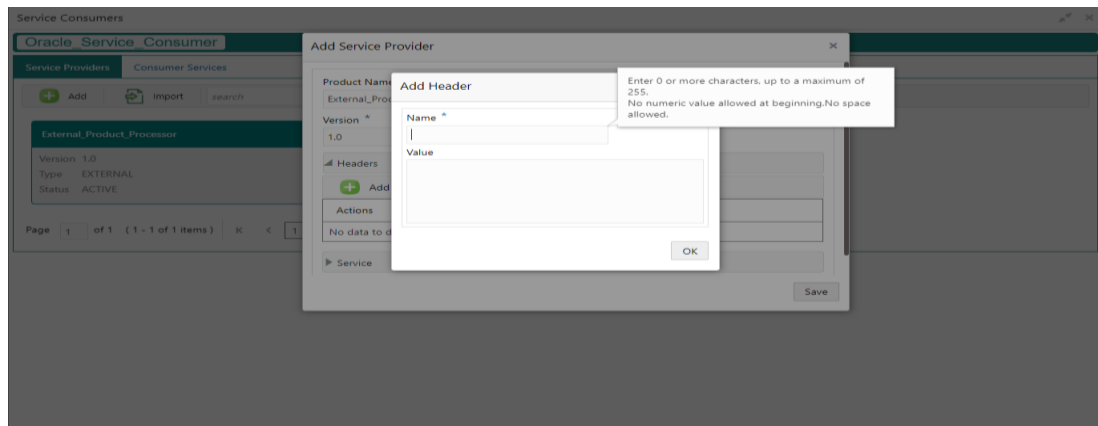 Service Consumers
Oracle_Service_Consumer
Service Providers Consumer Services
Add Import search
External_Product_Processor
Version 1.0
Type EXTERNAL
Status ACTIVE
Page 1 of 1 (1 - 1 of 1 items) K < 1
Add Service Provider
Product Name
External_Proc
Version *
1.0
Headers
Add
Actions
No data to d
Service
Save
Add Header
Name *
Value
OK
Enter 0 or more characters, up to a maximum of
255.
No numeric value allowed at beginning.No space
allowed.